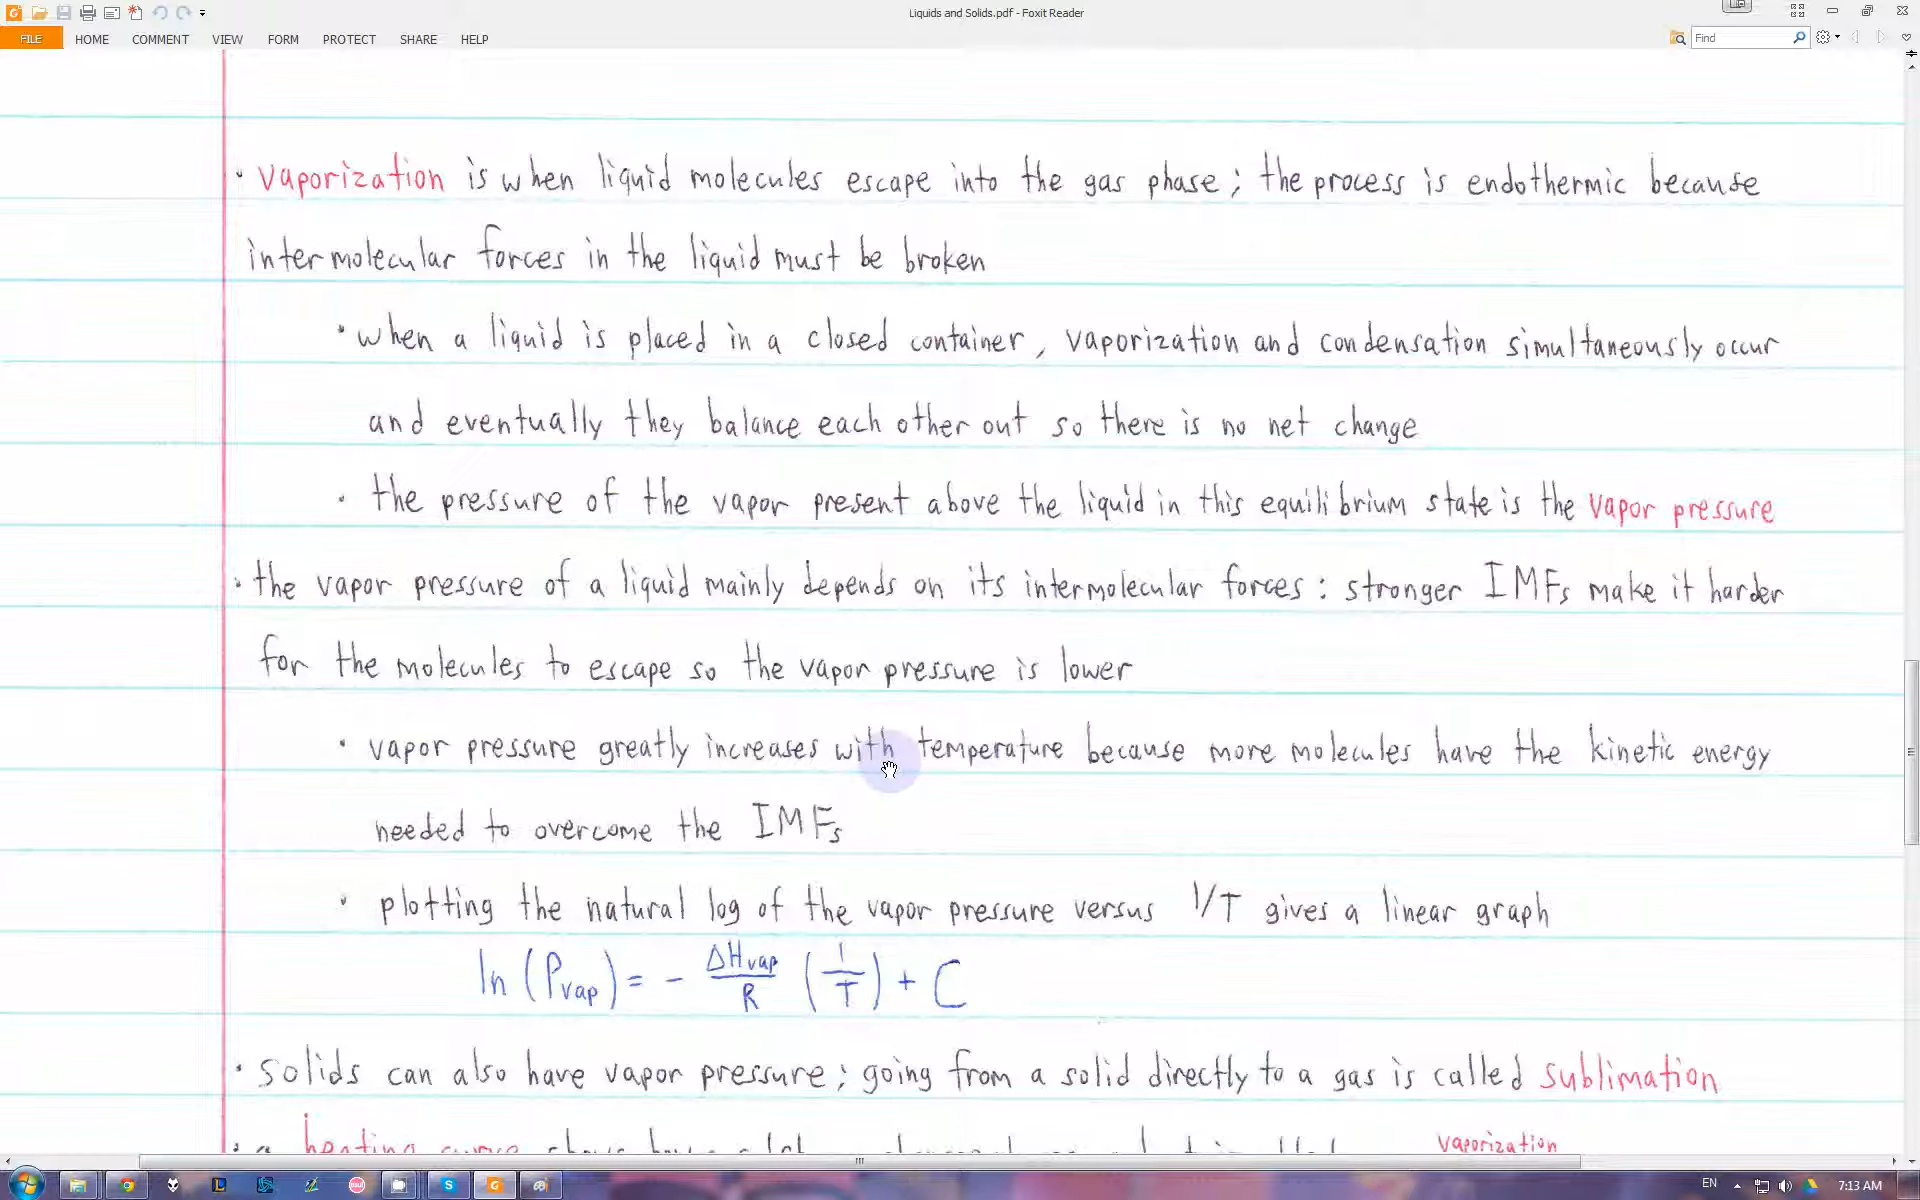 Liquids and Solids.pdf - Foxit Reader
FILE HOME COMMENT VIEW FORM PROTECT SHARE HELP Find
• vaporization is when liquid molecules escape into the gas phase; the process is endothermic because
intermolecular forces in the liquid must be broken
• when a liquid is placed in a closed container, vaporization and condensation simultaneously occur
and eventually they balance each other out so there is no net change
• the pressure of the vapor present above the liquid in this equilibrium state is the vapor pressure
• the vapor pressure of a liquid mainly depends on its intermolecular forces: stronger IMFs make it harder
for the molecules to escape so the vapor pressure is lower
• vapor pressure greatly increases with temperature because more molecules have the kinetic energy
needed to overcome the IMFs
• plotting the natural log of the vapor pressure versus 1/T gives a linear graph
ln (Pvap) = - ΔHvap/R (1/T) + C
• solids can also have vapor pressure; going from a solid directly to a gas is called sublimation
• a heating curve shows how
vaporization
EN 7:13 AM